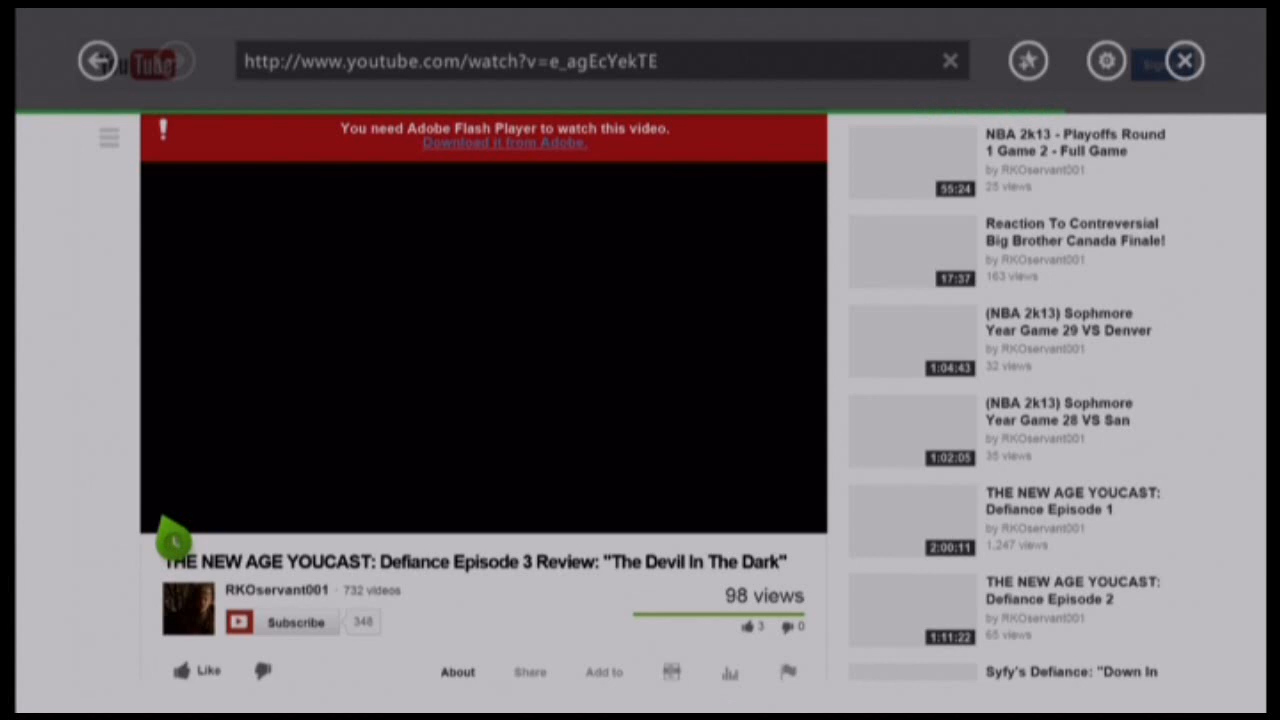 YouTube
http://www.youtube.com/watch?v=e_agEcYekTE
You need Adobe Flash Player to watch this video.
Download it from Adobe.
THE NEW AGE YOUCAST: Defiance Episode 3 Review: "The Devil In The Dark"
RKOservant001 · 732 videos
Subscribe 348
98 views
3 0
Like
About Share Add to
NBA 2k13 - Playoffs Round
1 Game 2 - Full Game
by RKOservant001
55:24 25 views
Reaction To Contreversial
Big Brother Canada Finale!
by RKOservant001
17:37 163 views
(NBA 2k13) Sophmore
Year Game 29 VS Denver
by RKOservant001
1:04:43 32 views
(NBA 2k13) Sophmore
Year Game 28 VS San
by RKOservant001
1:02:05 35 views
THE NEW AGE YOUCAST:
Defiance Episode 1
by RKOservant001
2:00:11 1,247 views
THE NEW AGE YOUCAST:
Defiance Episode 2
by RKOservant001
1:11:22 65 views
Syfy's Defiance: "Down In